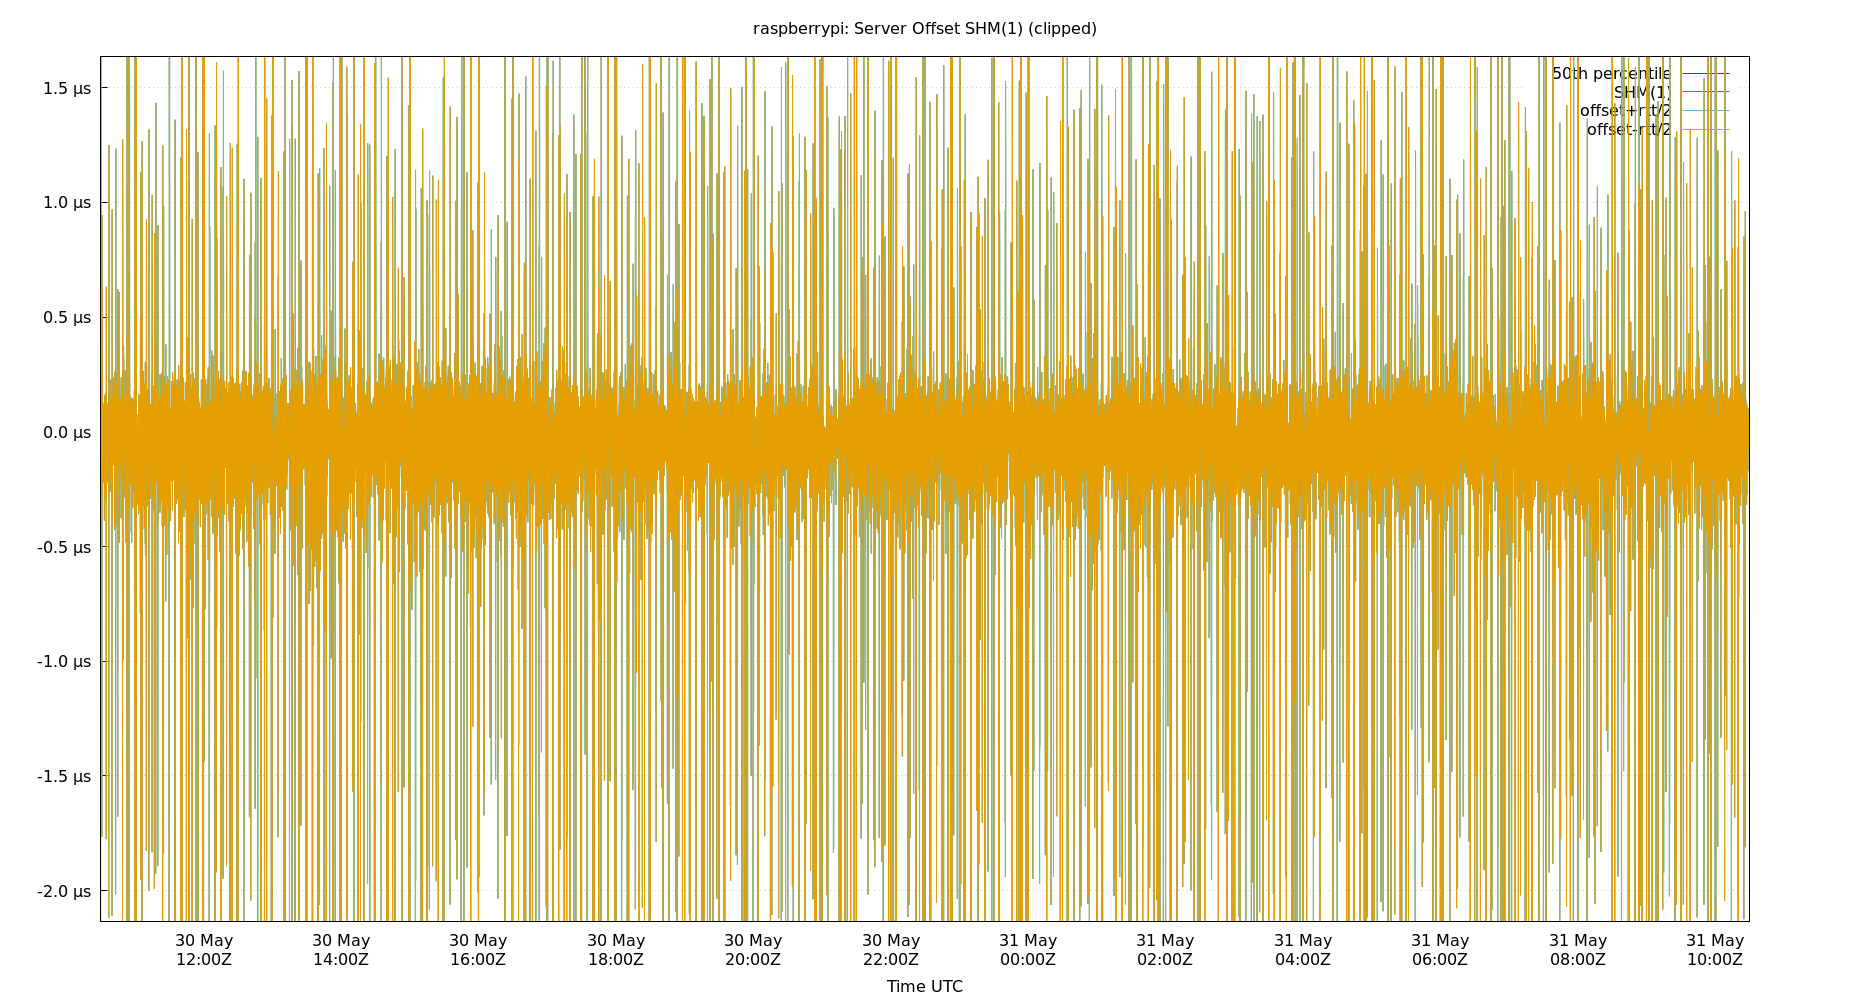 raspberrypi: Server Offset SHM(1) (clipped)
50th percentile
SHM(1)
offset+rtt/2
offset-rtt/2
1.5 µs
1.0 µs
0.5 µs
0.0 µs
-0.5 µs
-1.0 µs
-1.5 µs
-2.0 µs
30 May 30 May 30 May 30 May 30 May 30 May 31 May 31 May 31 May 31 May 31 May 31 May
12:00Z 14:00Z 16:00Z 18:00Z 20:00Z 22:00Z 00:00Z 02:00Z 04:00Z 06:00Z 08:00Z 10:00Z
Time UTC